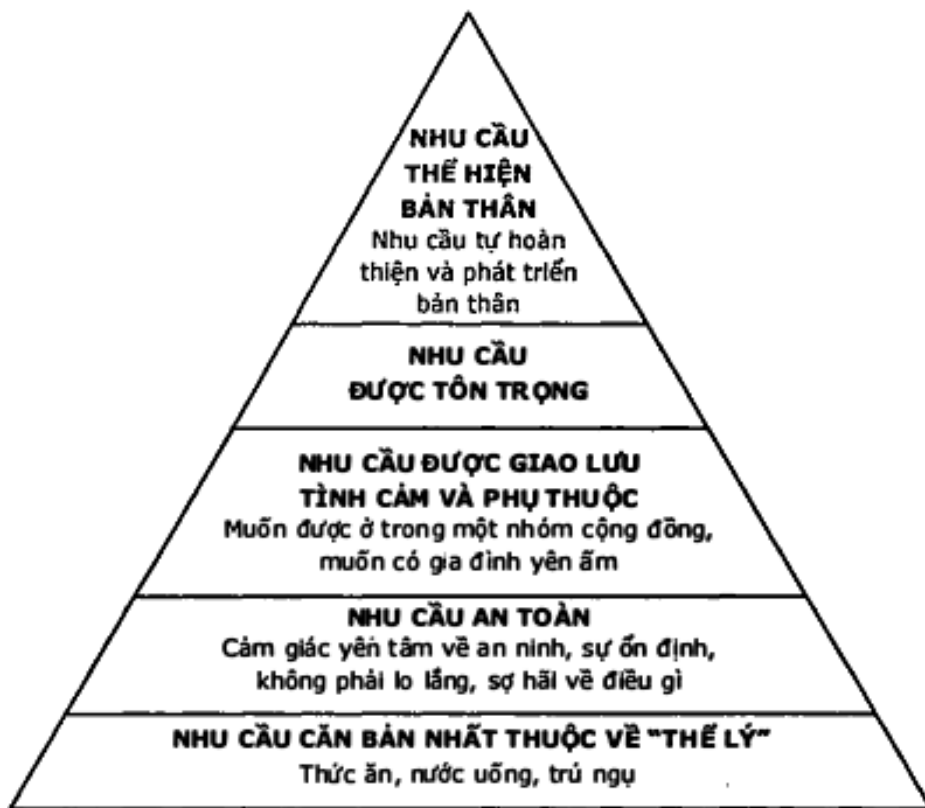 NHU CẦU
THỂ HIỆN
BẢN THÂN
Nhu cầu tự hoàn
thiện và phát triển
bản thân
NHU CẦU
ĐƯỢC TÔN TRỌNG
NHU CẦU ĐƯỢC GIAO LƯU
TÌNH CẢM VÀ PHỤ THUỘC
Muốn được ở trong một nhóm cộng đồng,
muốn có gia đình yên ấm
NHU CẦU AN TOÀN
Cảm giác yên tâm về an ninh, sự ổn định,
không phải lo lắng, sợ hãi về điều gì
NHU CẦU CĂN BẢN NHẤT THUỘC VỀ “THỂ LÝ”
Thức ăn, nước uống, trú ngụ